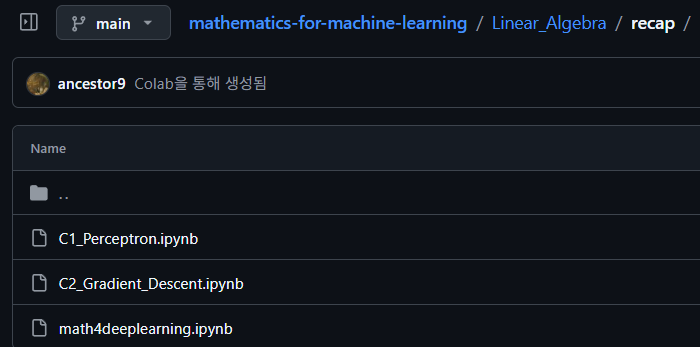 main mathematics-for-machine-learning / Linear_Algebra / recap /
ancestor9 Colab을 통해 생성됨
Name
..
C1_Perceptron.ipynb
C2_Gradient_Descent.ipynb
math4deeplearning.ipynb